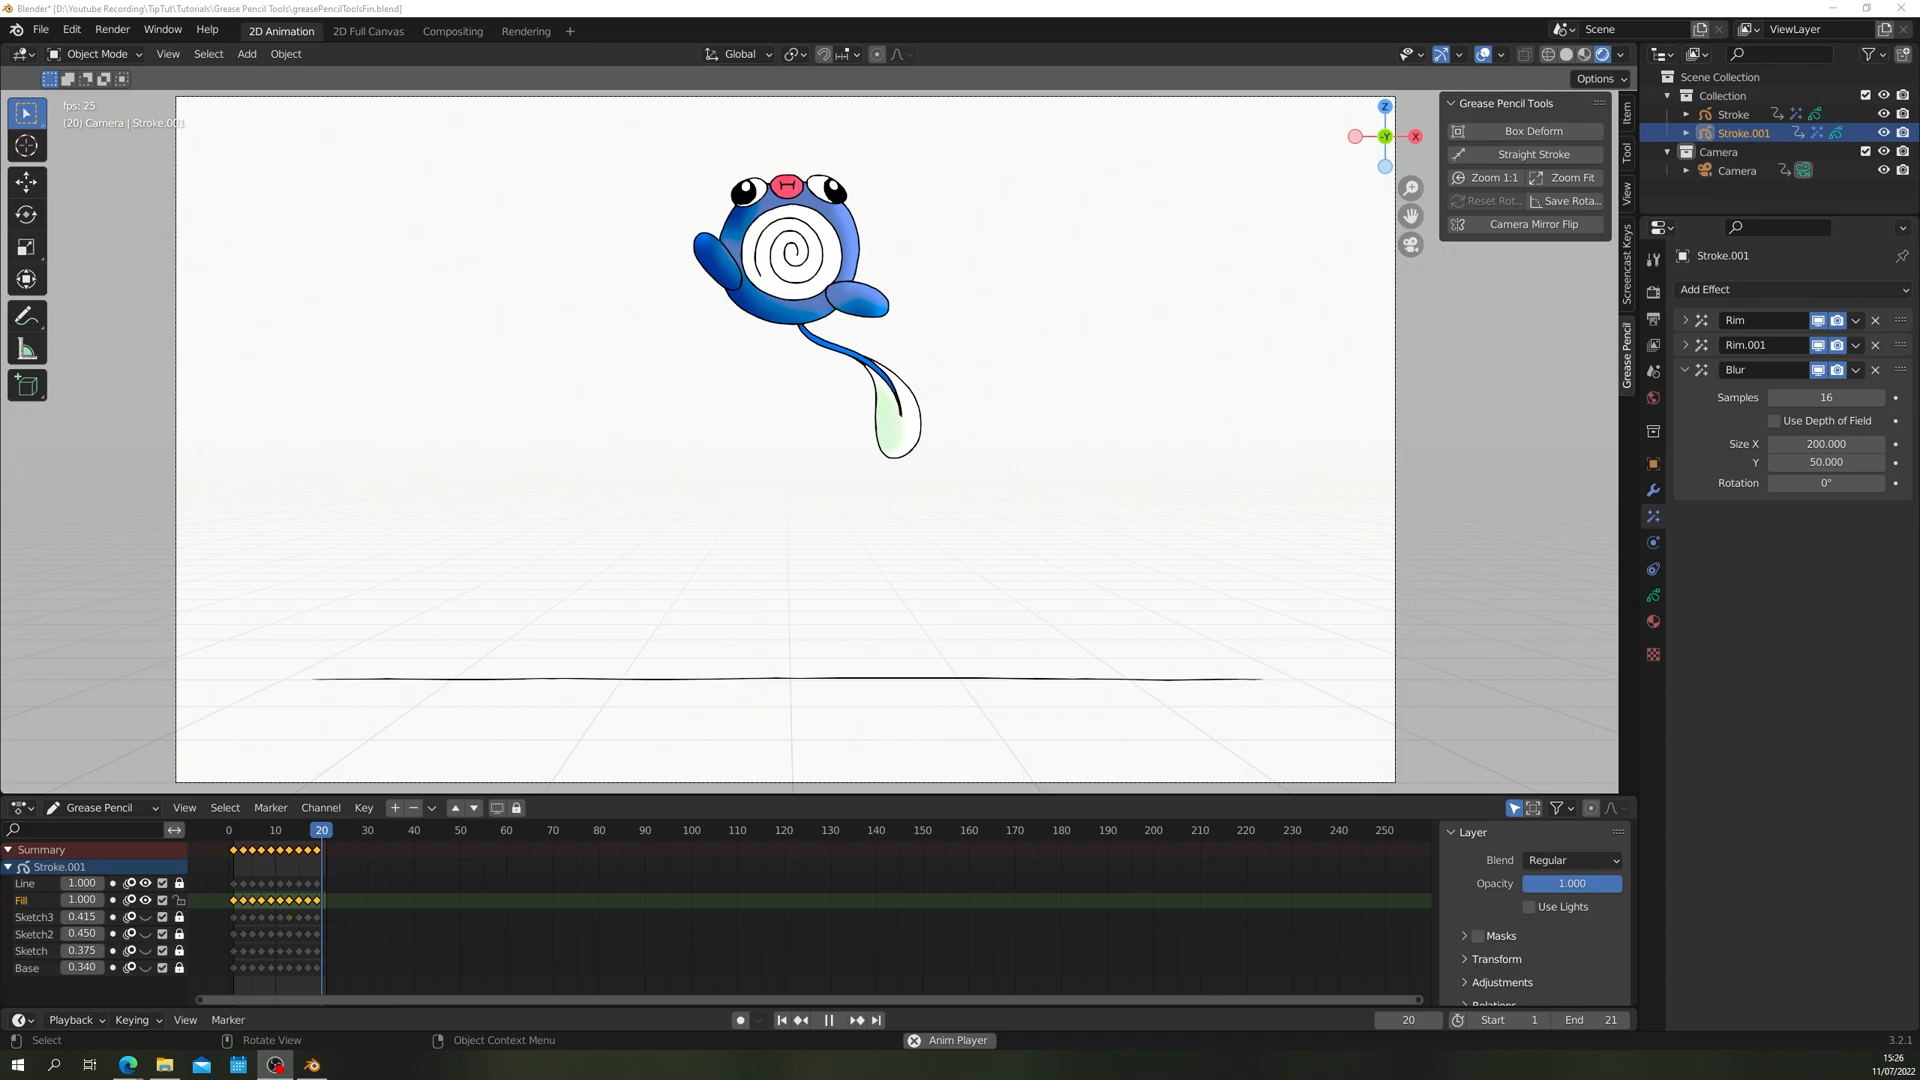 Blender* [D:\Youtube Recording\TipTut\Tutorials\Grease Pencil Tools\greasePencilToolsFin.blend]
File Edit Render Window Help 2D Animation 2D Full Canvas Compositing Rendering + Scene ViewLayer
Object Mode View Select Add Object Global
Options
fps: 25
(20) Camera | Stroke.001
Z
-Y X
Grease Pencil Tools
Box Deform
Straight Stroke
Zoom 1:1 Zoom Fit
Reset Rot... Save Rota...
Camera Mirror Flip
Item
Tool
View
Screencast Keys
Grease Pencil
Scene Collection
Collection
Stroke
Stroke.001
Camera
Camera
Stroke.001
Add Effect
Rim
Rim.001
Blur
Samples 16
Use Depth of Field
Size X 200.000
Y 50.000
Rotation 0°
Grease Pencil View Select Marker Channel Key
0 10 20 30 40 50 60 70 80 90 100 110 120 130 140 150 160 170 180 190 200 210 220 230 240 250
Summary
Stroke.001
Line 1.000
Fill 1.000
Sketch3 0.415
Sketch2 0.450
Sketch 0.375
Base 0.340
Layer
Blend Regular
Opacity 1.000
Use Lights
Masks
Transform
Adjustments
Relations
Playback Keying View Marker 20 Start 1 End 21
Select Rotate View Object Context Menu Anim Player 3.2.1
15:26
11/07/2022